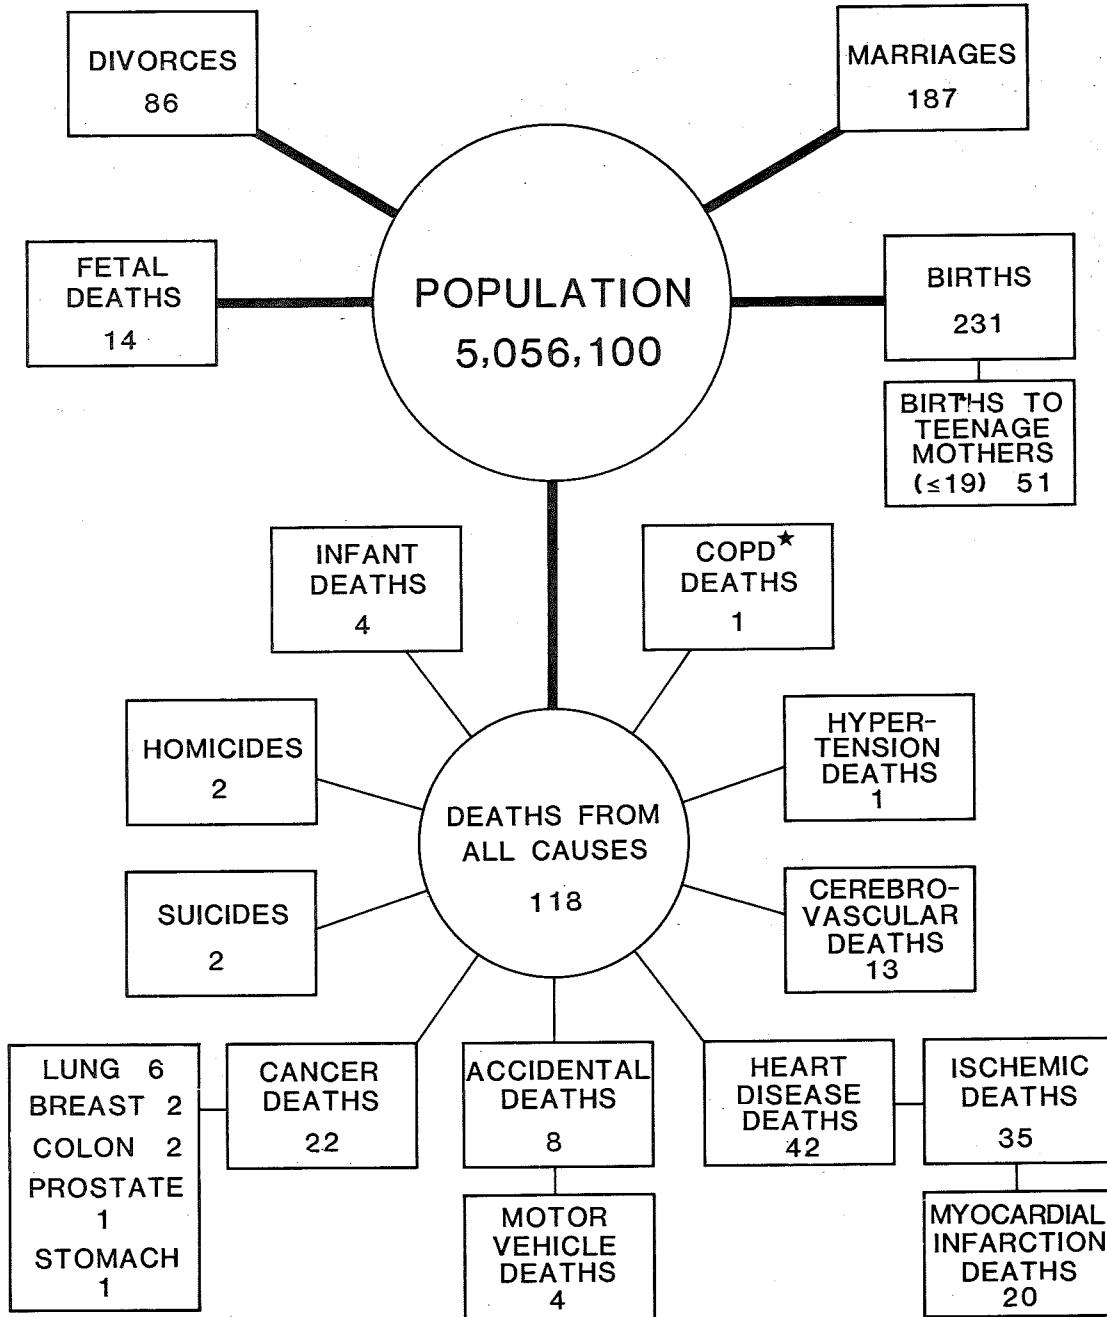 DIVORCES
86
MARRIAGES
187
FETAL
DEATHS
14
POPULATION
5,056,100
BIRTHS
231
BIRTHS TO
TEENAGE
MOTHERS
(≤19) 51
INFANT
DEATHS
4
COPD★
DEATHS
1
HOMICIDES
2
HYPER-
TENSION
DEATHS
1
DEATHS FROM
ALL CAUSES
118
SUICIDES
2
CEREBRO-
VASCULAR
DEATHS
13
LUNG 6
BREAST 2
COLON 2
PROSTATE
1
STOMACH
1
CANCER
DEATHS
22
ACCIDENTAL
DEATHS
8
MOTOR
VEHICLE
DEATHS
4
HEART
DISEASE
DEATHS
42
ISCHEMIC
DEATHS
35
MYOCARDIAL
INFARCTION
DEATHS
20